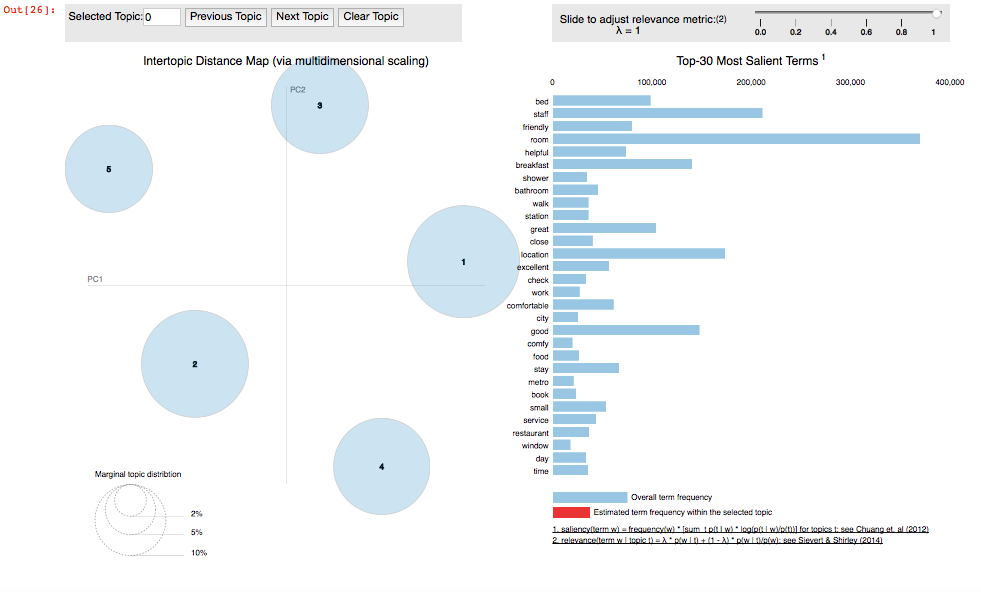 Out[26]:
Selected Topic: 0 Previous Topic Next Topic Clear Topic
Slide to adjust relevance metric:(2)
λ = 1
0.0 0.2 0.4 0.6 0.8 1
Intertopic Distance Map (via multidimensional scaling)
PC2
3
5
1
PC1
2
4
Marginal topic distribtion
2%
5%
10%
Top-30 Most Salient Terms 1
0 100,000 200,000 300,000 400,000
bed
staff
friendly
room
helpful
breakfast
shower
bathroom
walk
station
great
close
location
excellent
check
work
comfortable
city
good
comfy
food
stay
metro
book
small
service
restaurant
window
day
time
Overall term frequency
Estimated term frequency within the selected topic
1. saliency(term w) = frequency(w) * [sum_t p(t | w) * log(p(t | w)/p(t))] for topics t; see Chuang et. al (2012)
2. relevance(term w | topic t) = λ * p(w | t) + (1 - λ) * p(w | t)/p(w); see Sievert & Shirley (2014)